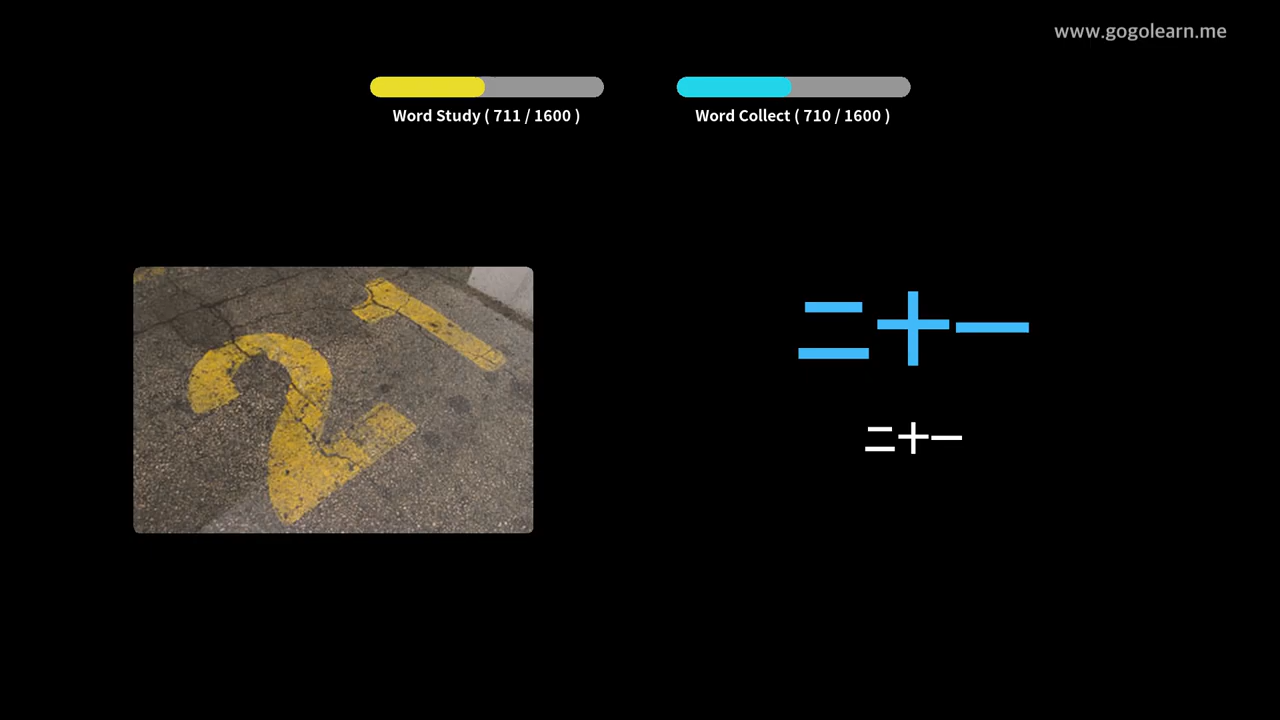 www.gogolearn.me
Word Study ( 711 / 1600 )
Word Collect ( 710 / 1600 )
21
二十一
二十一